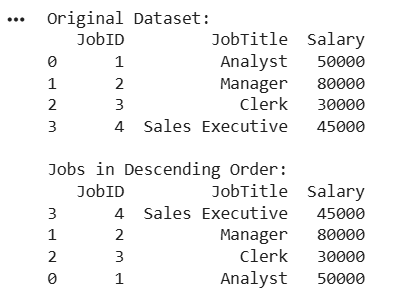 ••• Original Dataset:
JobID JobTitle Salary
0 1 Analyst 50000
1 2 Manager 80000
2 3 Clerk 30000
3 4 Sales Executive 45000
Jobs in Descending Order:
JobID JobTitle Salary
3 4 Sales Executive 45000
1 2 Manager 80000
2 3 Clerk 30000
0 1 Analyst 50000